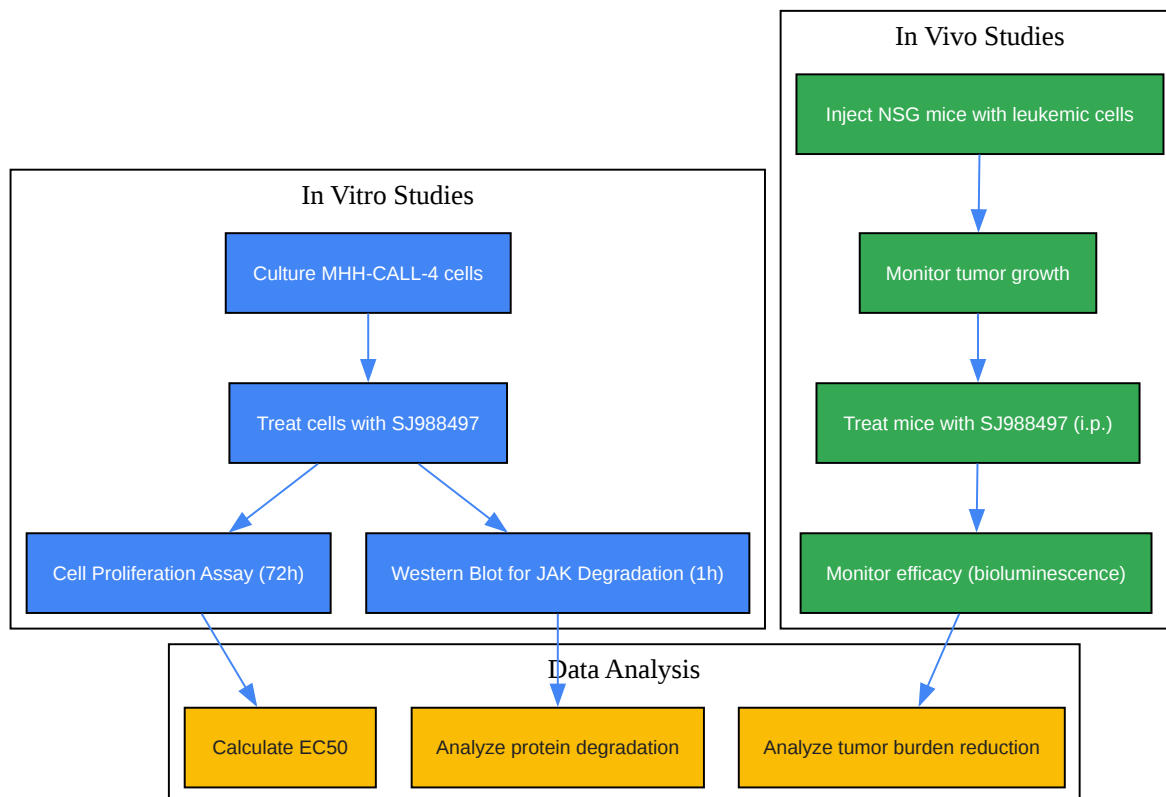 In Vivo Studies
Inject NSG mice with leukemic cells
Monitor tumor growth
Treat mice with SJ988497 (i.p.)
Monitor efficacy (bioluminescence)
In Vitro Studies
Culture MHH-CALL-4 cells
Treat cells with SJ988497
Cell Proliferation Assay (72h)
Western Blot for JAK Degradation (1h)
Data Analysis
Calculate EC50
Analyze protein degradation
Analyze tumor burden reduction